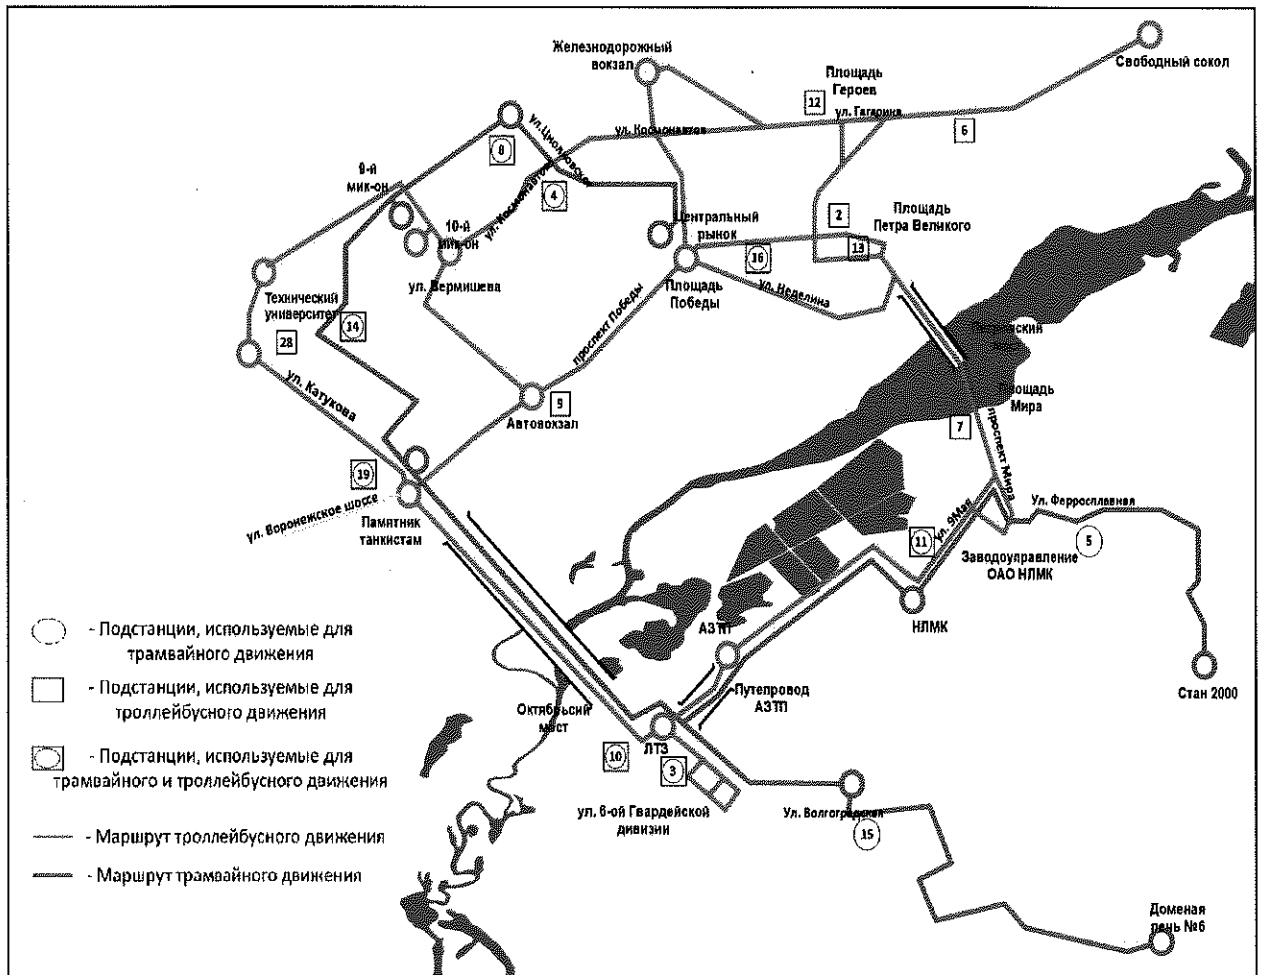 Железнодорожный
вокзал
Свободный сокол
Площадь
Героев
12
ул. Гагарина
6
ул. Космонавтов
ул.Циолковского
8
9-й
мик-он
4
ул. Космонавтов
10-й
мик-он
Центральный
рынок
2
Площадь
Петра Великого
13
16
ул. Вермишева
Площадь
Победы
ул. Неделина
Технический
университет
14
28
проспект Победы
ул. Катукова
Площадь
Мира
9
Автовокзал
7
проспект Мира
19
ул. Воронежское шоссе
Памятник
танкистам
Ул. Ферросплавная
ул. 9Мая
11
5
Заводоуправление
ОАО НЛМК
НЛМК
АЗТП
Стан 2000
Путепровод
АЗТП
Октябрьсий
мост
ЛТЗ
10
3
ул. 6-ой Гвардейской
дивизии
Ул. Волгоградская
15
Доменая
печь №6
- Подстанции, используемые для
трамвайного движения
- Подстанции, используемые для
троллейбусного движения
- Подстанции, используемые для
трамвайного и троллейбусного движения
- Маршрут троллейбусного движения
- Маршрут трамвайного движения